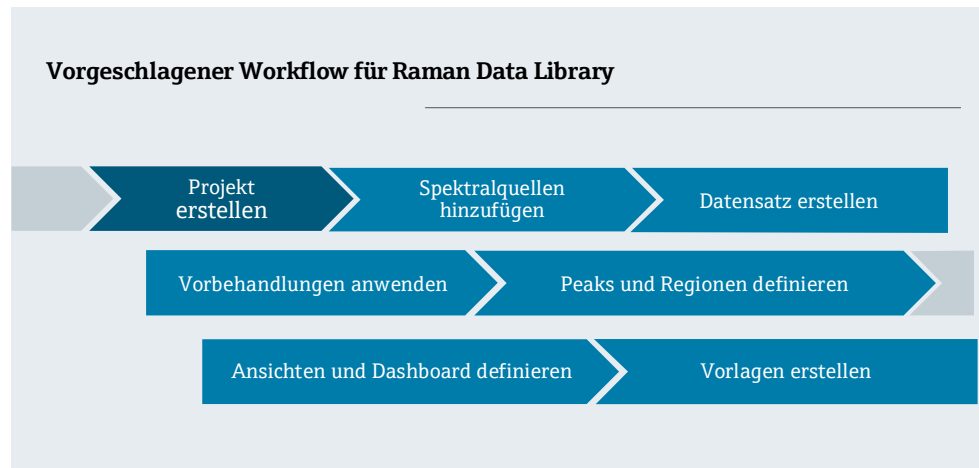 Vorgeschlagener Workflow für Raman Data Library
Projekt
erstellen
Spektralquellen
hinzufügen
Datensatz erstellen
Vorbehandlungen anwenden
Peaks und Regionen definieren
Ansichten und Dashboard definieren
Vorlagen erstellen